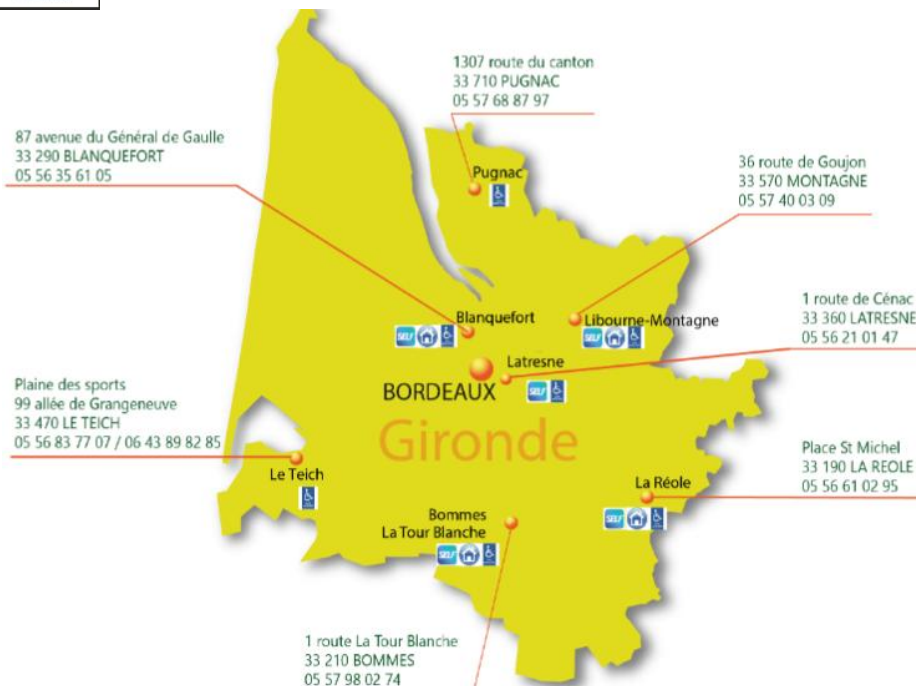 1307 route du canton
33 710 PUGNAC
05 57 68 87 97
87 avenue du Général de Gaulle
33 290 BLANQUEFORT
05 56 35 61 05
36 route de Goujon
33 570 MONTAGNE
05 57 40 03 09
Pugnac
1 route de Cénac
33 360 LATRESNE
05 56 21 01 47
Blanquefort
SELF
Libourne-Montagne
SELF
Latresne
SELF
BORDEAUX
Gironde
Plaine des sports
99 allée de Grangeneuve
33 470 LE TEICH
05 56 83 77 07 / 06 43 89 82 85
Le Teich
Place St Michel
33 190 LA REOLE
05 56 61 02 95
La Réole
SELF
Bommes
La Tour Blanche
SELF
1 route La Tour Blanche
33 210 BOMMES
05 57 98 02 74